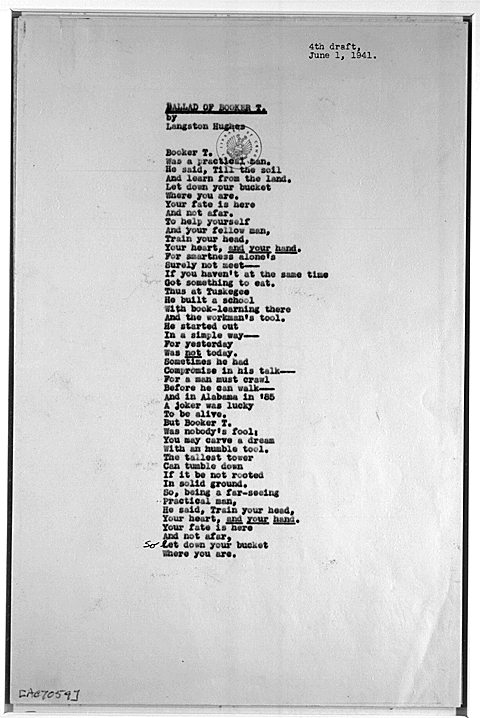 4th draft,
June 1, 1941.
BALLAD OF BOOKER T.
by
Langston Hughes
Booker T.
Was a practical man.
He said, Till the soil
And learn from the land.
Let down your bucket
Where you are.
Your fate is here
And not afar.
To help yourself
And your fellow man,
Train your head,
Your heart, and your hand.
For smartness alone's
Surely not meet—
If you haven't at the same time
Got something to eat.
Thus at Tuskegee
He built a school
With book-learning there
And the workman's tool.
He started out
In a simple way—
For yesterday
Was not today.
Sometimes he had
Compromise in his talk—
For a man must crawl
Before he can walk—
And in Alabama in '85
A joker was lucky
To be alive.
But Booker T.
Was nobody's fool:
You may carve a dream
With an humble tool.
The tallest tower
Can tumble down
If it be not rooted
In solid ground.
So, being a far-seeing
Practical man,
He said, Train your head,
Your heart, and your hand.
Your fate is here
And not afar,
So let down your bucket
Where you are.
[AC7059]